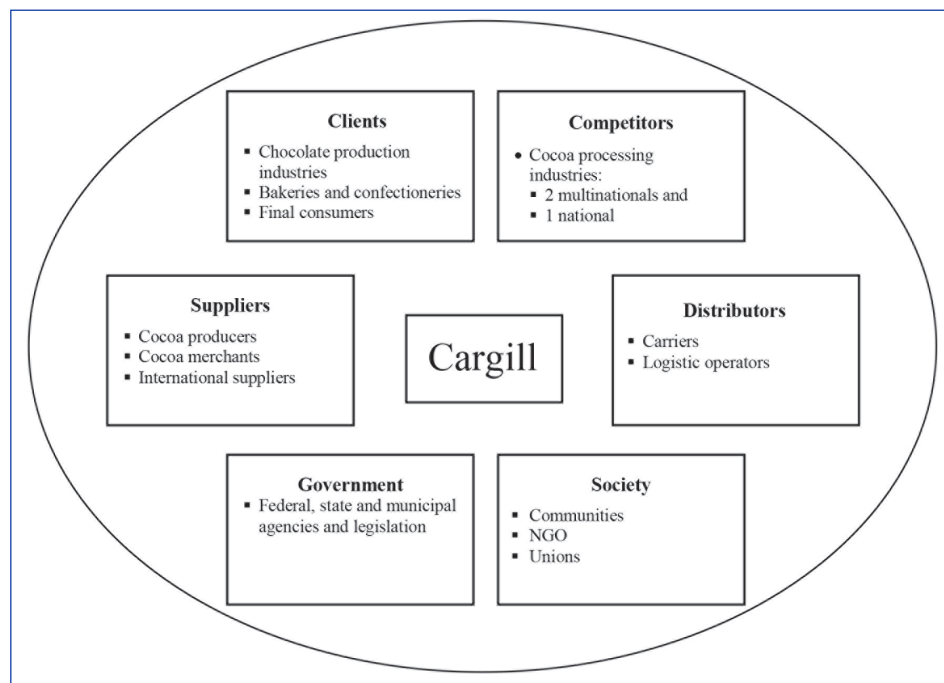 Clients
▪ Chocolate production
industries
▪ Bakeries and confectioneries
▪ Final consumers
Competitors
• Cocoa processing
industries:
▪ 2 multinationals and
▪ 1 national
Suppliers
▪ Cocoa producers
▪ Cocoa merchants
▪ International suppliers
Cargill
Distributors
▪ Carriers
▪ Logistic operators
Government
▪ Federal, state and municipal
agencies and legislation
Society
▪ Communities
▪ NGO
▪ Unions